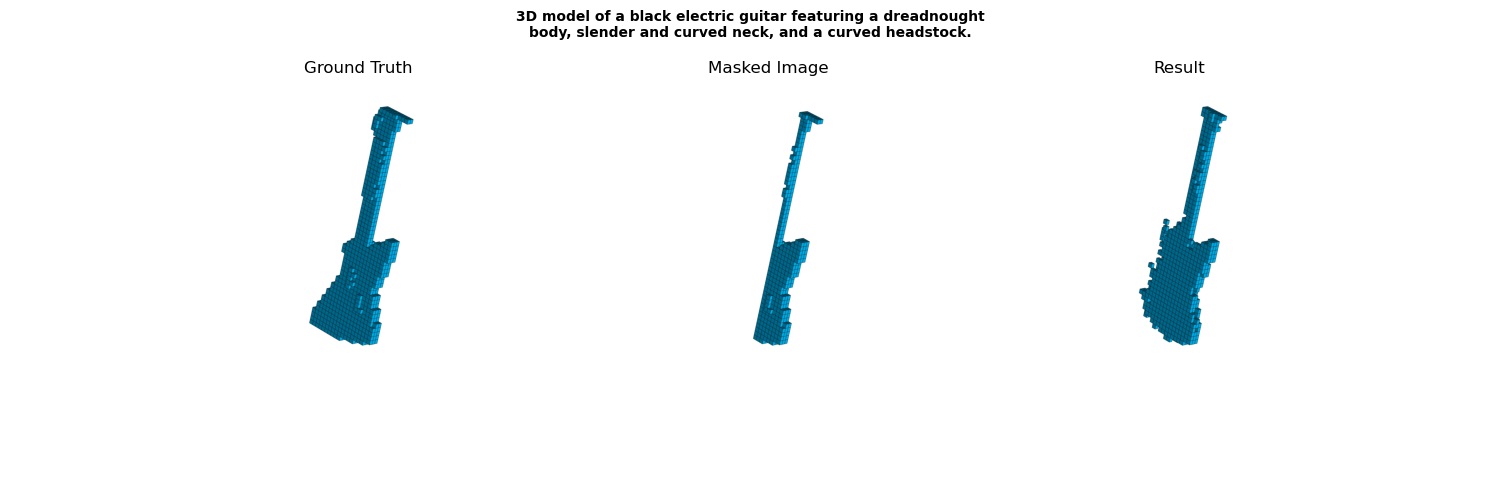 3D model of a black electric guitar featuring a dreadnought
body, slender and curved neck, and a curved headstock.
Ground Truth
Masked Image
Result